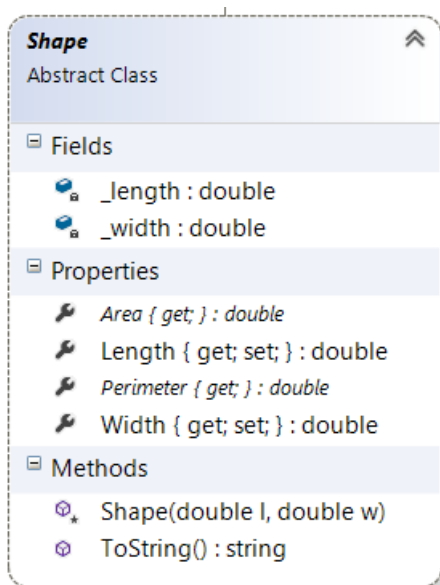 Shape
Abstract Class
Fields
_length : double
_width : double
Properties
Area { get; } : double
Length { get; set; } : double
Perimeter { get; } : double
Width { get; set; } : double
Methods
Shape(double l, double w)
ToString() : string